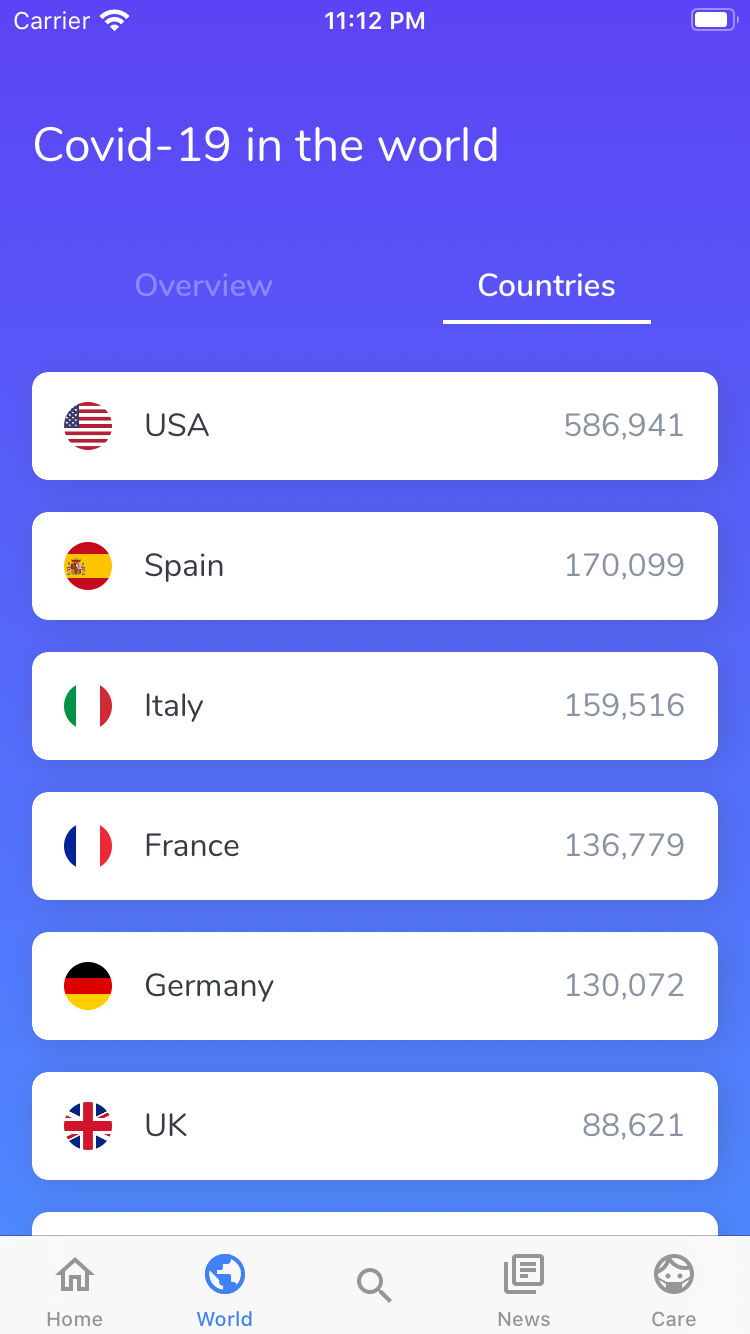 Carrier 11:12 PM
Covid-19 in the world
Overview Countries
USA 586,941
Spain 170,099
Italy 159,516
France 136,779
Germany 130,072
UK 88,621
Home World News Care